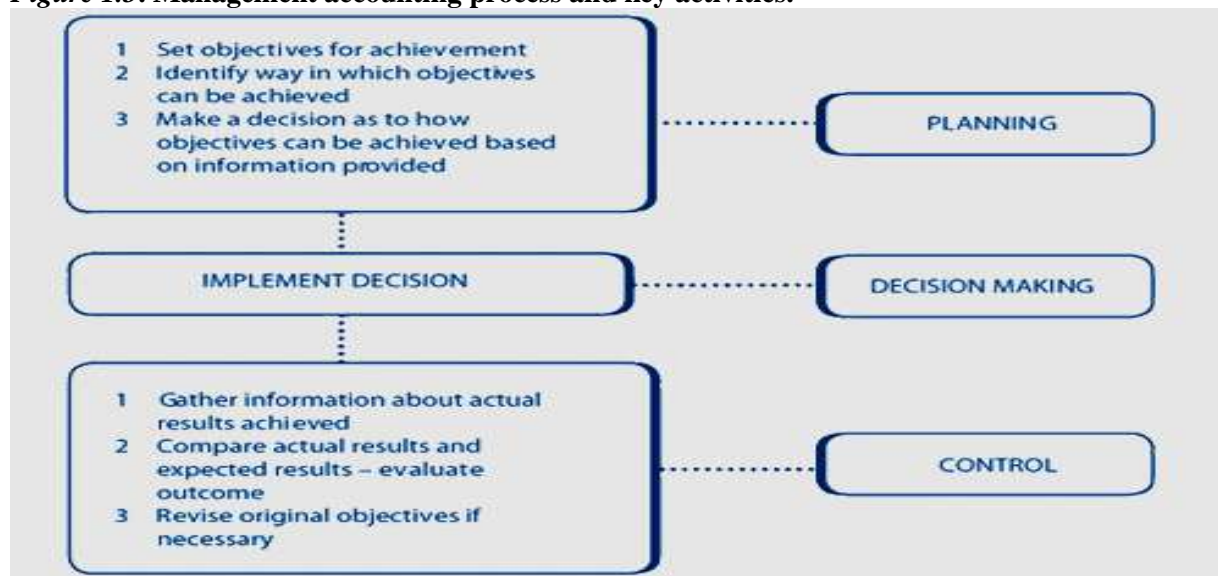 Figure 1.3: Management accounting process and key activities.
1 Set objectives for achievement
2 Identify way in which objectives
can be achieved
3 Make a decision as to how
objectives can be achieved based
on information provided
PLANNING
IMPLEMENT DECISION
DECISION MAKING
1 Gather information about actual
results achieved
2 Compare actual results and
expected results – evaluate
outcome
3 Revise original objectives if
necessary
CONTROL